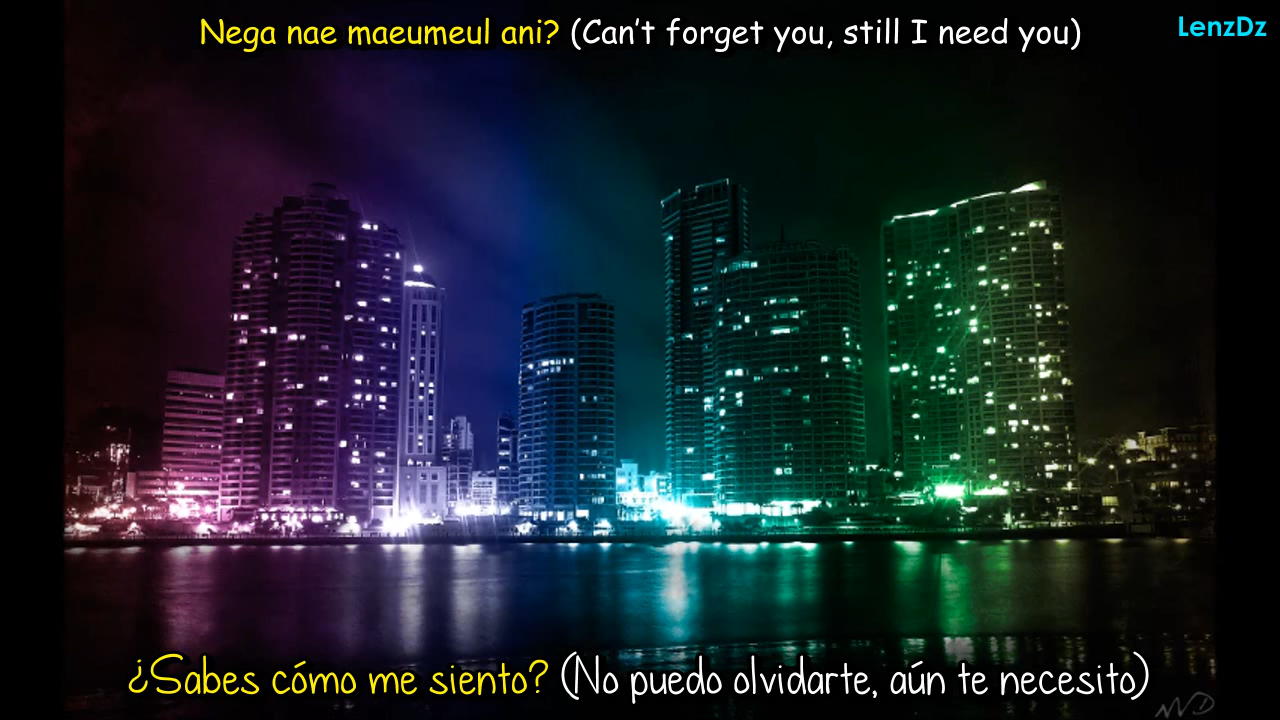 Nega nae maeumeul ani? (Can't forget you, still I need you)
LenzDz
¿Sabes cómo me siento? (No puedo olvidarte, aún te necesito)